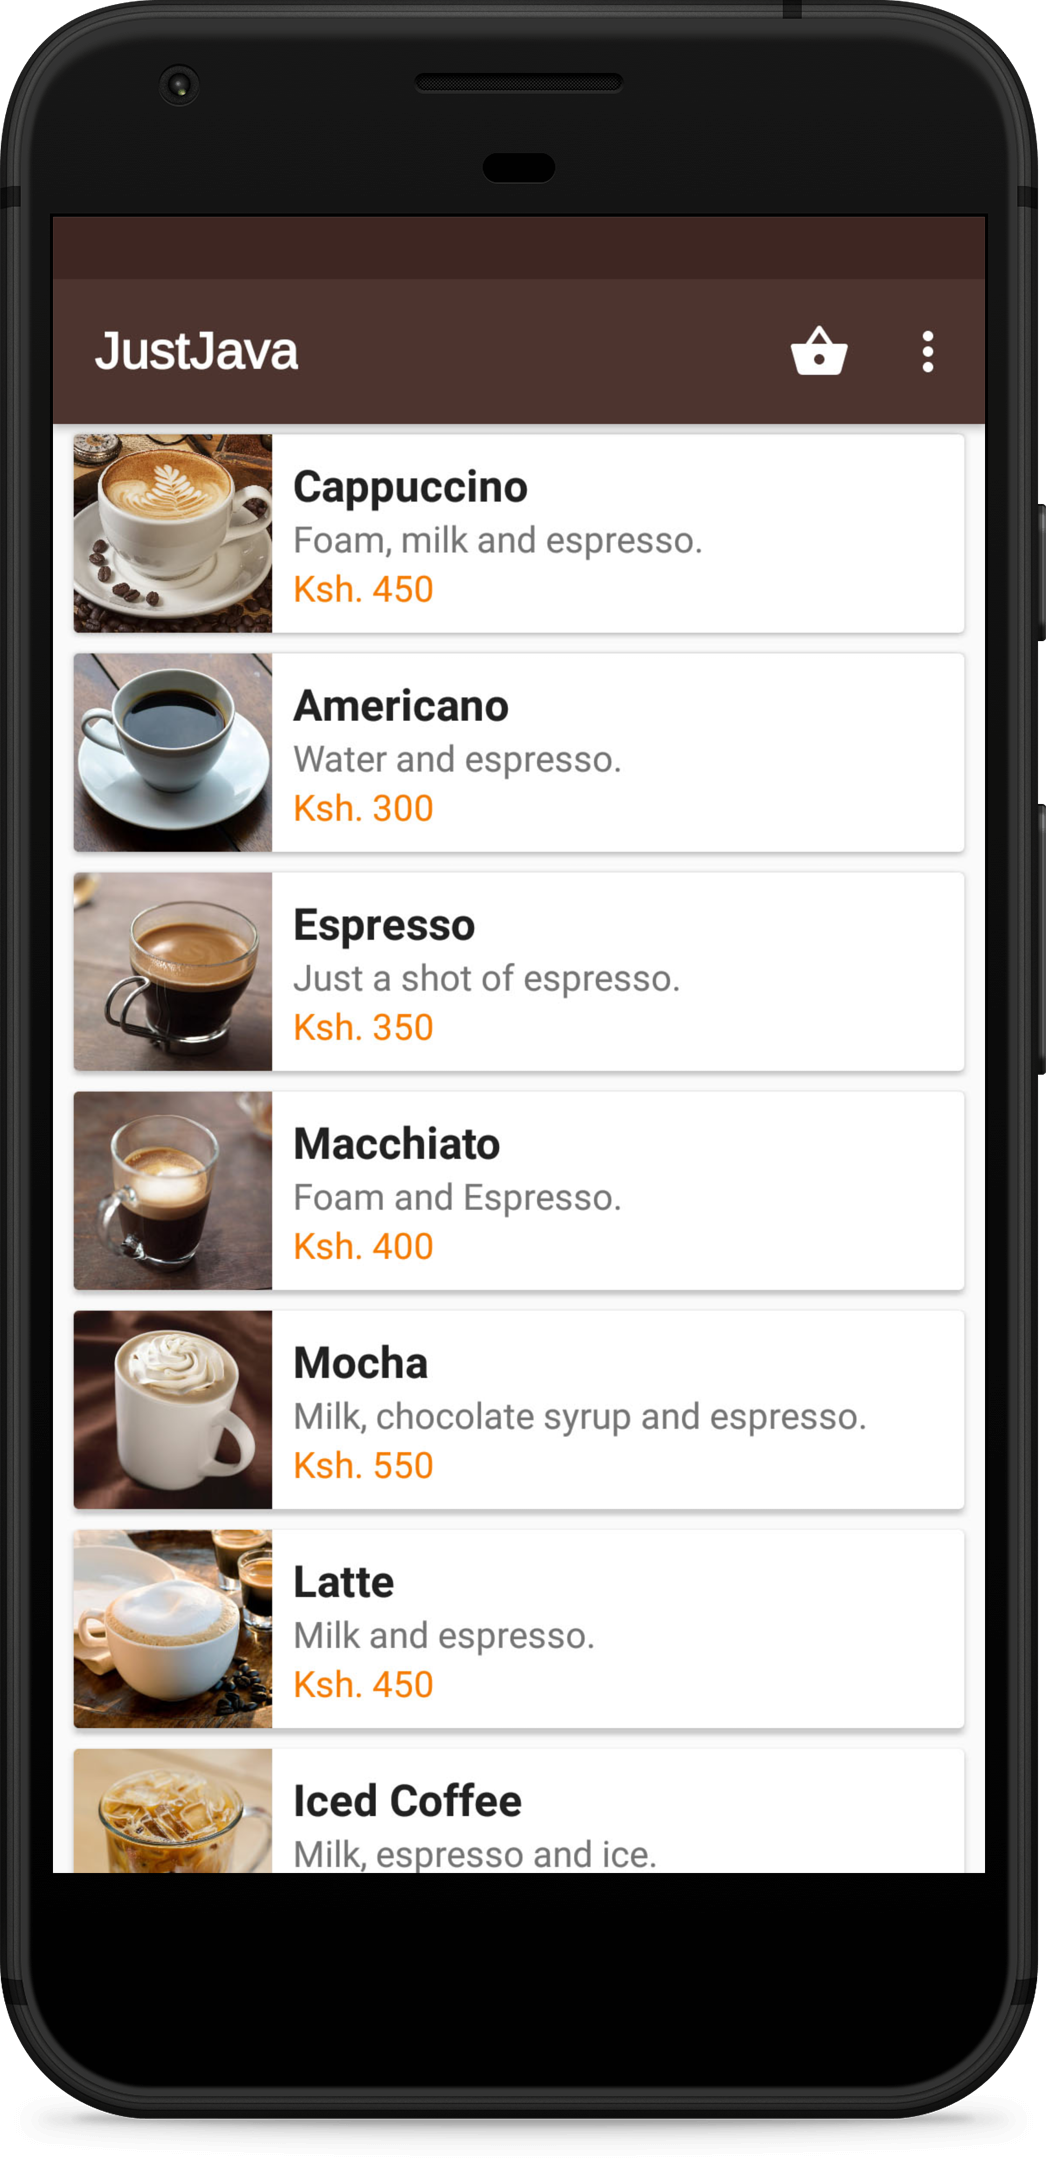 JustJava
Cappuccino
Foam, milk and espresso.
Ksh. 450
Americano
Water and espresso.
Ksh. 300
Espresso
Just a shot of espresso.
Ksh. 350
Macchiato
Foam and Espresso.
Ksh. 400
Mocha
Milk, chocolate syrup and espresso.
Ksh. 550
Latte
Milk and espresso.
Ksh. 450
Iced Coffee
Milk, espresso and ice.